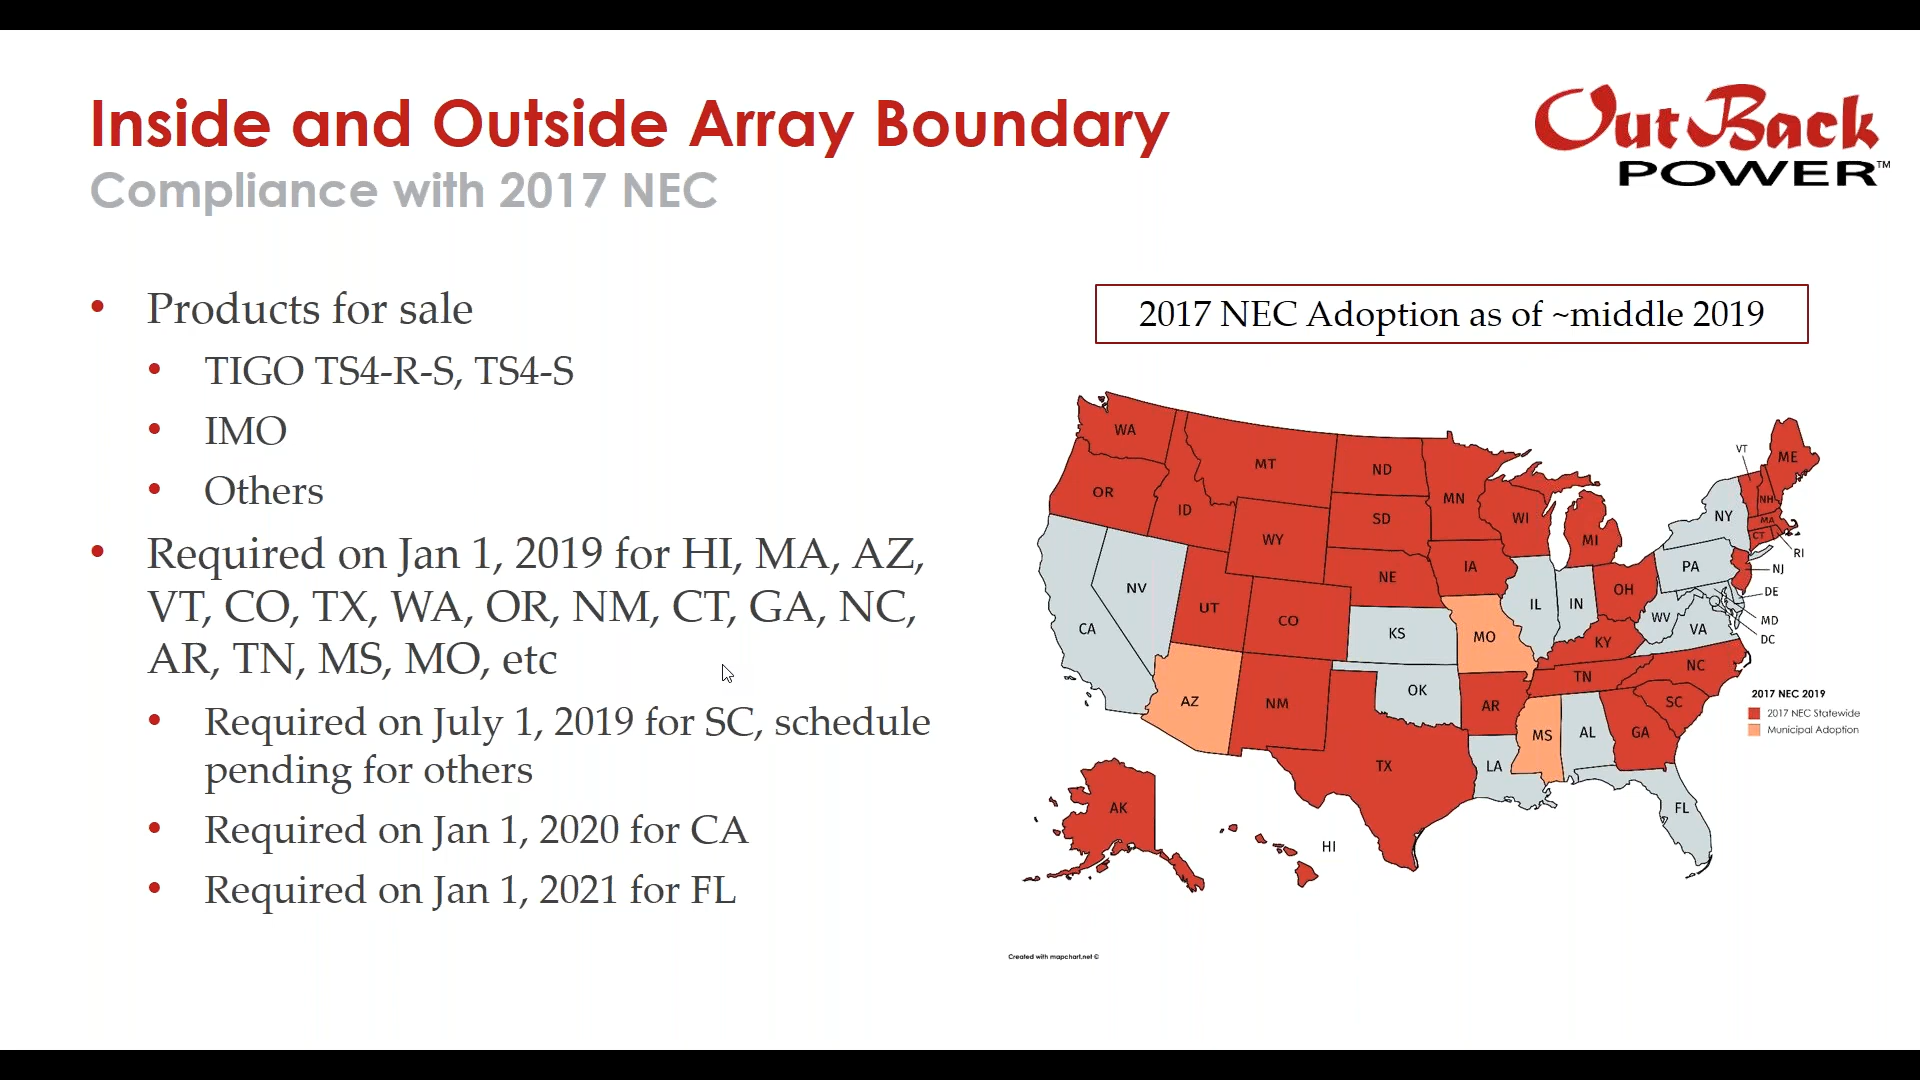 Inside and Outside Array Boundary
Compliance with 2017 NEC
OutBack
POWER™
• Products for sale
• TIGO TS4-R-S, TS4-S
• IMO
• Others
• Required on Jan 1, 2019 for HI, MA, AZ,
VT, CO, TX, WA, OR, NM, CT, GA, NC,
AR, TN, MS, MO, etc
• Required on July 1, 2019 for SC, schedule
pending for others
• Required on Jan 1, 2020 for CA
• Required on Jan 1, 2021 for FL
2017 NEC Adoption as of ~middle 2019
WA
MT
ND
MN
OR
ID
WY
SD
WI
MI
VT
ME
NH
NY
MA
CT
RI
NV
UT
CO
NE
IA
IL
IN
OH
PA
NJ
DE
CA
KS
MO
KY
WV
VA
MD
DC
AZ
NM
OK
AR
TN
NC
SC
TX
LA
MS
AL
GA
FL
AK
HI
2017 NEC 2019
2017 NEC Statewide
Municipal Adoption
Created with mapchart.net ©